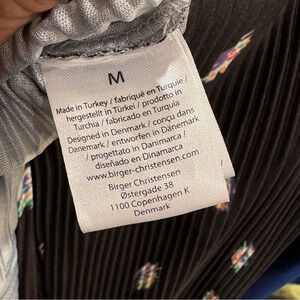 M
Made in Turkey / fabriqué en Turquie /
hergestellt in Türkei / prodotto in
Turchia / fabricado en Turquía
Designed in Denmark / conçu dans
Danemark / entworfen in Dänemark
/ progettato in Danimarca /
diseñado en Dinamarca
www.birger-christensen.com
Birger Christensen
Østergade 38
1100 Copenhagen K
Denmark